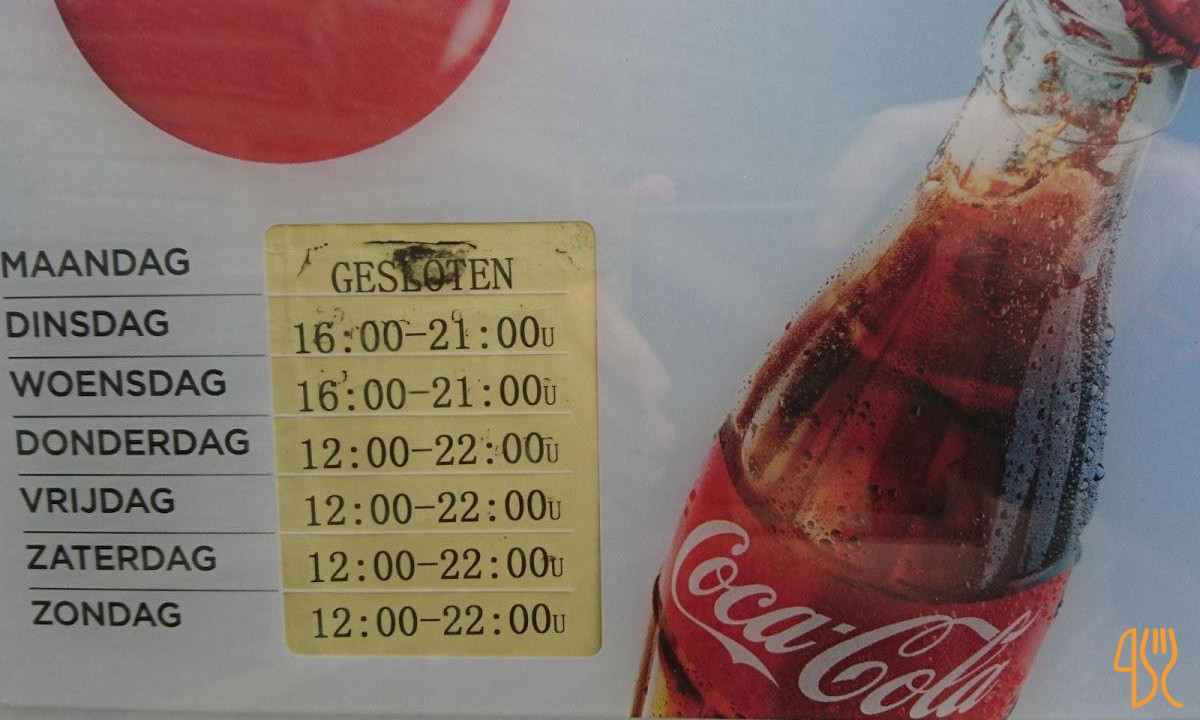 MAANDAG GESLOTEN
DINSDAG 16:00-21:00U
WOENSDAG 16:00-21:00U
DONDERDAG 12:00-22:00U
VRIJDAG 12:00-22:00U
ZATERDAG 12:00-22:00U
ZONDAG 12:00-22:00U
Coca-Cola